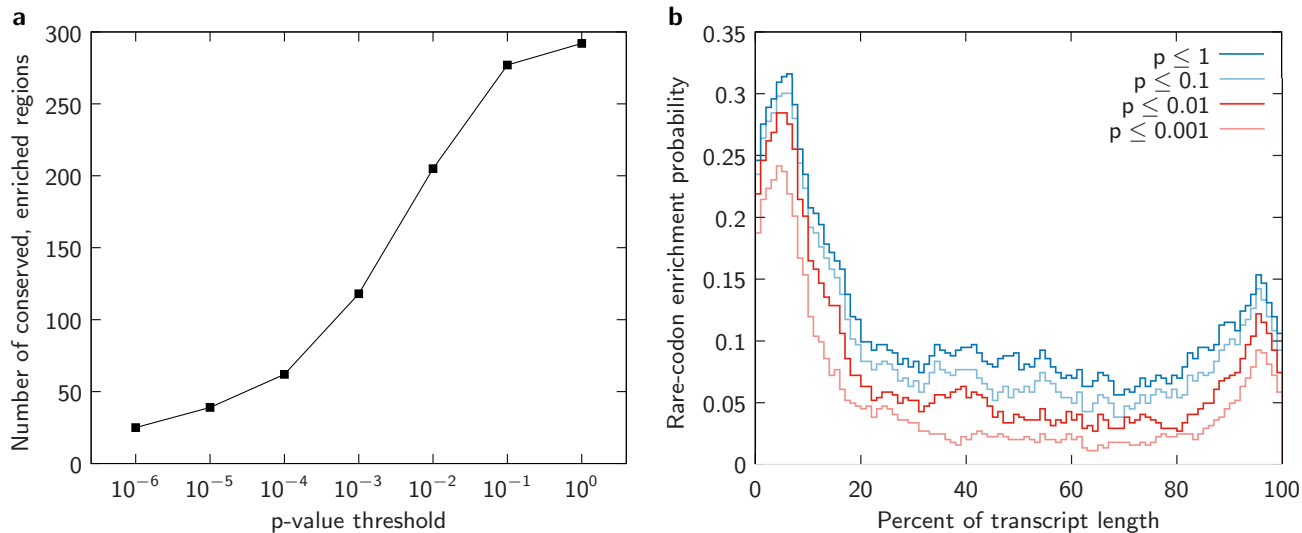 a
Number of conserved, enriched regions
300
250
200
150
100
50
0
10⁻⁶ 10⁻⁵ 10⁻⁴ 10⁻³ 10⁻² 10⁻¹ 10⁰
p-value threshold
b
Rare-codon enrichment probability
0.35
0.3
0.25
0.2
0.15
0.1
0.05
0
p ≤ 1
p ≤ 0.1
p ≤ 0.01
p ≤ 0.001
0 20 40 60 80 100
Percent of transcript length